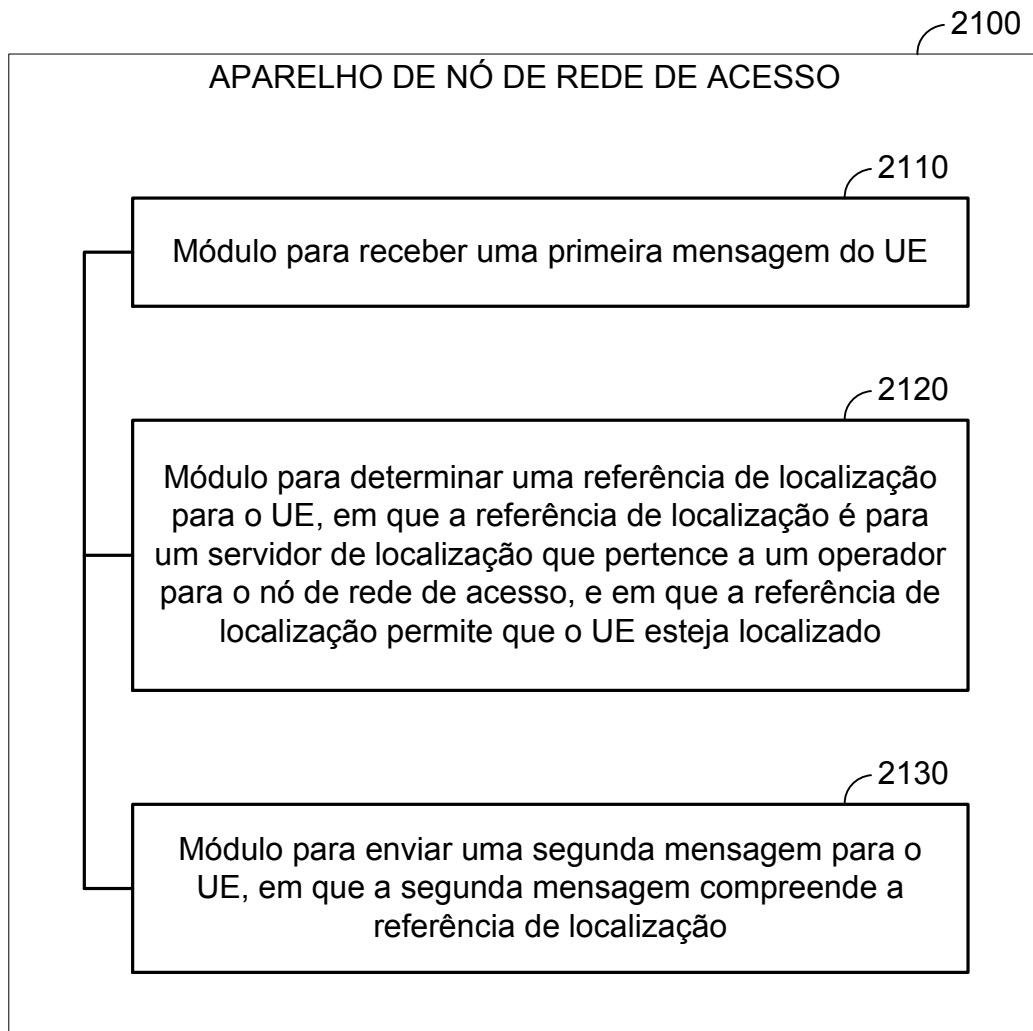 2100
APARELHO DE NÓ DE REDE DE ACESSO
2110
Módulo para receber uma primeira mensagem do UE
2120
Módulo para determinar uma referência de localização
para o UE, em que a referência de localização é para
um servidor de localização que pertence a um operador
para o nó de rede de acesso, e em que a referência de
localização permite que o UE esteja localizado
2130
Módulo para enviar uma segunda mensagem para o
UE, em que a segunda mensagem compreende a
referência de localização